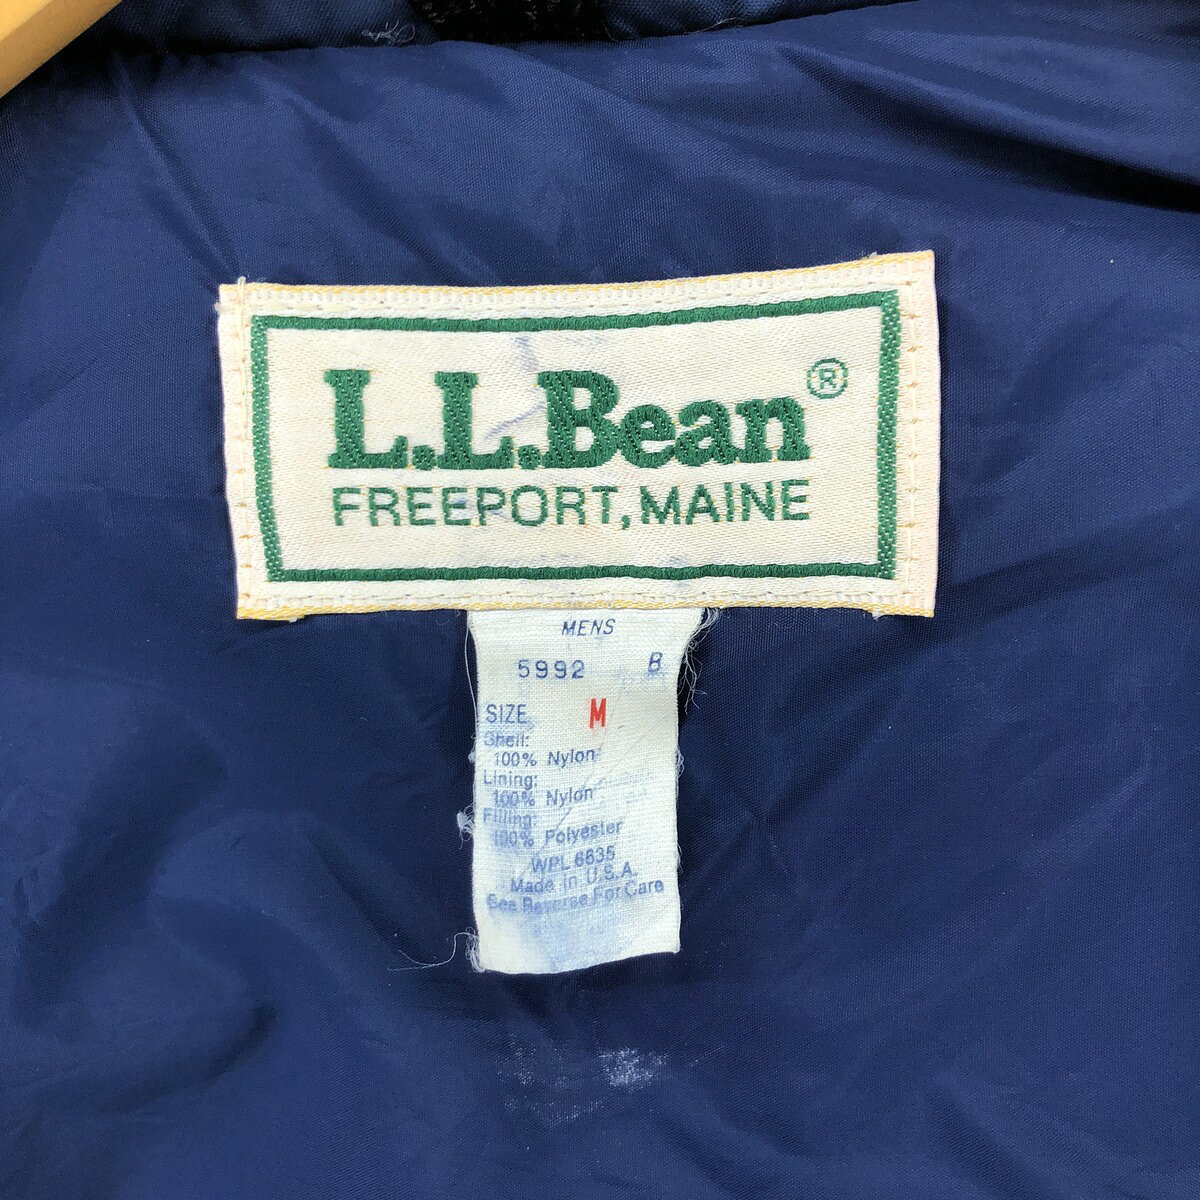 L.L.Bean®
FREEPORT, MAINE
MENS
5992 B
SIZE M
Shell:
100% Nylon
Lining:
100% Nylon
Filling:
100% Polyester
WPL 6635
Made in U.S.A.
See Reverse For Care